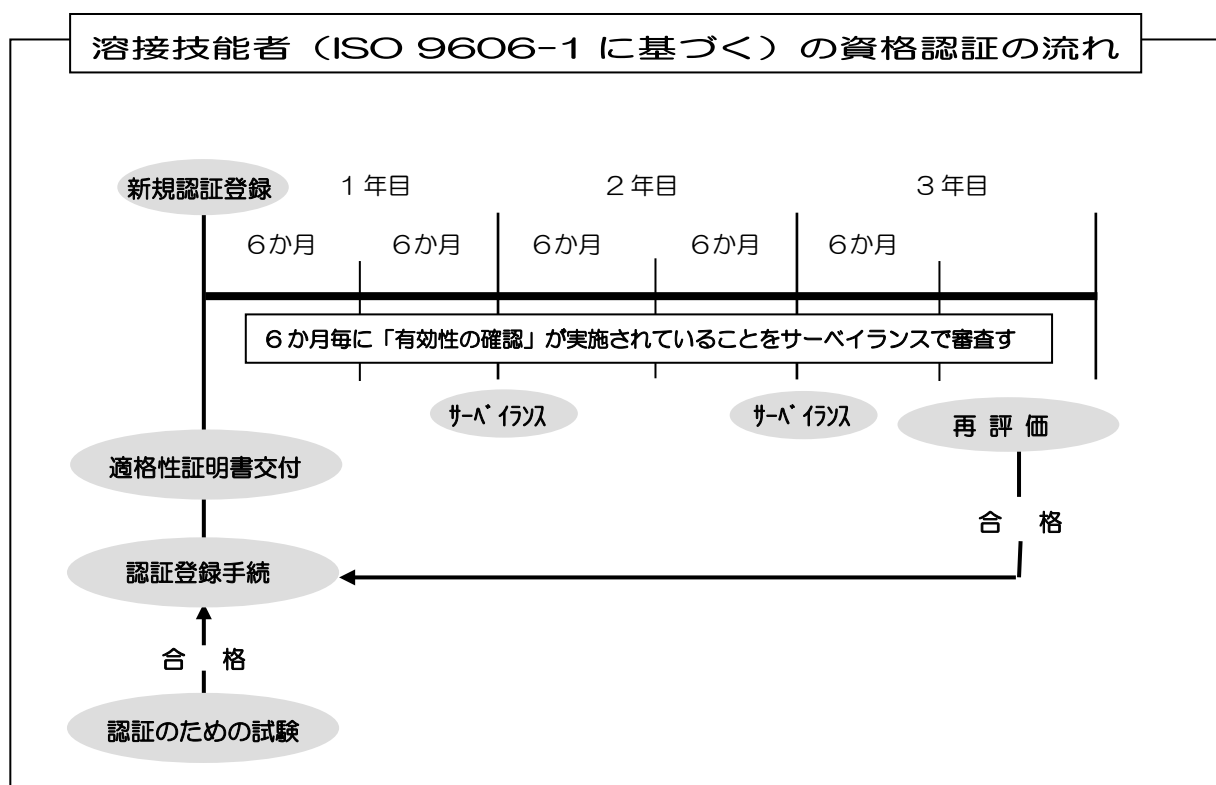 溶接技能者（ISO 9606-1 に基づく）の資格認証の流れ
新規認証登録
1 年目
2 年目
3 年目
6か月
6か月
6か月
6か月
6か月
6 か月毎に「有効性の確認」が実施されていることをサーベイランスで審査す
ｻｰﾍﾞｲﾗﾝｽ
ｻｰﾍﾞｲﾗﾝｽ
再 評 価
適格性証明書交付
合 格
認証登録手続
合 格
認証のための試験